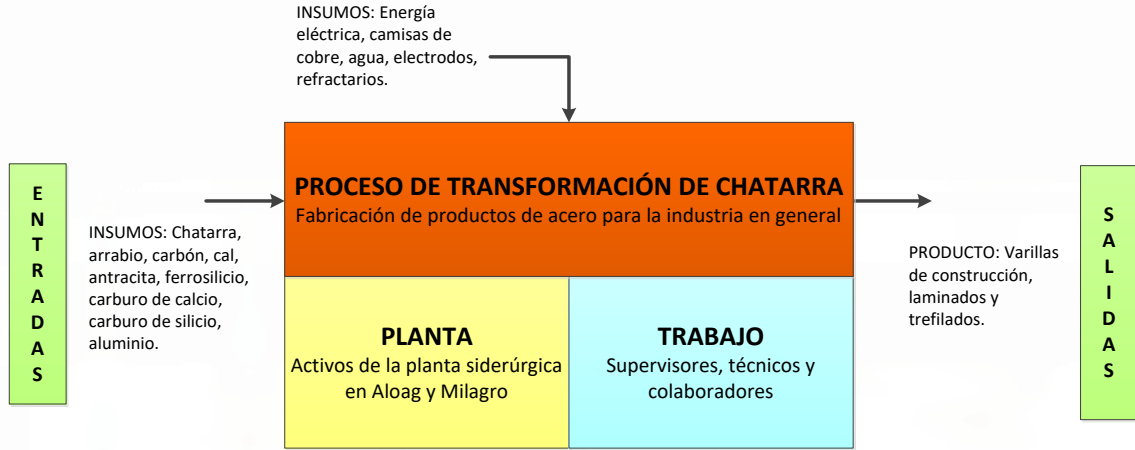 INSUMOS: Energía
eléctrica, camisas de
cobre, agua, electrodos,
refractarios.
ENTRADAS
INSUMOS: Chatarra,
arrabio, carbón, cal,
antracita, ferrosilicio,
carburo de calcio,
carburo de silicio,
aluminio.
PROCESO DE TRANSFORMACIÓN DE CHATARRA
Fabricación de productos de acero para la industria en general
PLANTA
Activos de la planta siderúrgica
en Aloag y Milagro
TRABAJO
Supervisores, técnicos y
colaboradores
PRODUCTO: Varillas
de construcción,
laminados y
trefilados.
SALIDAS